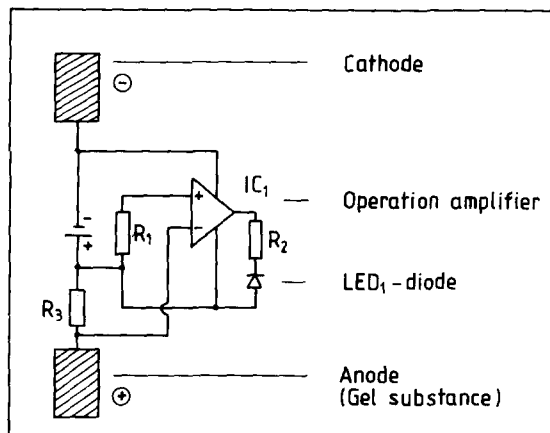 Cathode
−
IC₁
+
Operation amplifier
−
R₁
−
R₂
+
LED₁-diode
R₃
Anode
(Gel substance)
+